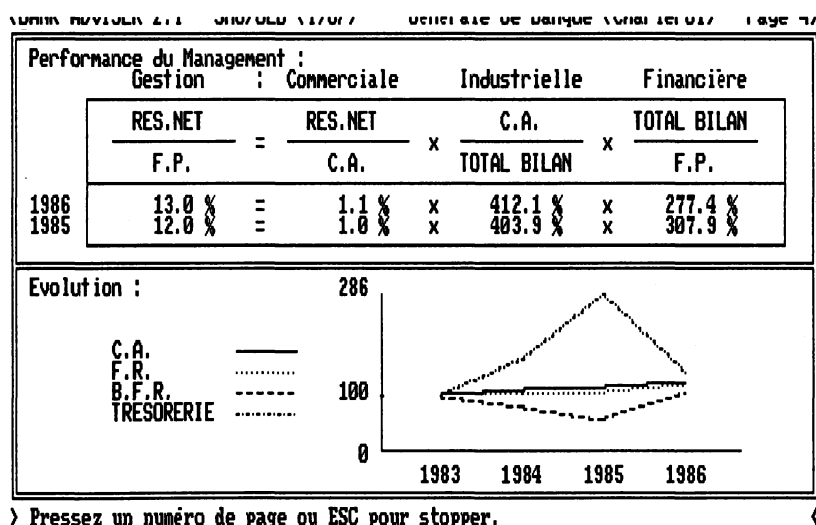 Performance du Management :
Gestion : Commerciale Industrielle Financière
RES.NET RES.NET C.A. TOTAL BILAN
= x x
F.P. C.A. TOTAL BILAN F.P.
1986 13.0 % = 1.1 % x 412.1 % x 277.4 %
1985 12.0 % = 1.0 % x 403.9 % x 307.9 %
Evolution : 286
C.A.
F.R.
B.F.R. 100
TRESORERIE
0
1983 1984 1985 1986
> Pressez un numéro de page ou ESC pour stopper. <